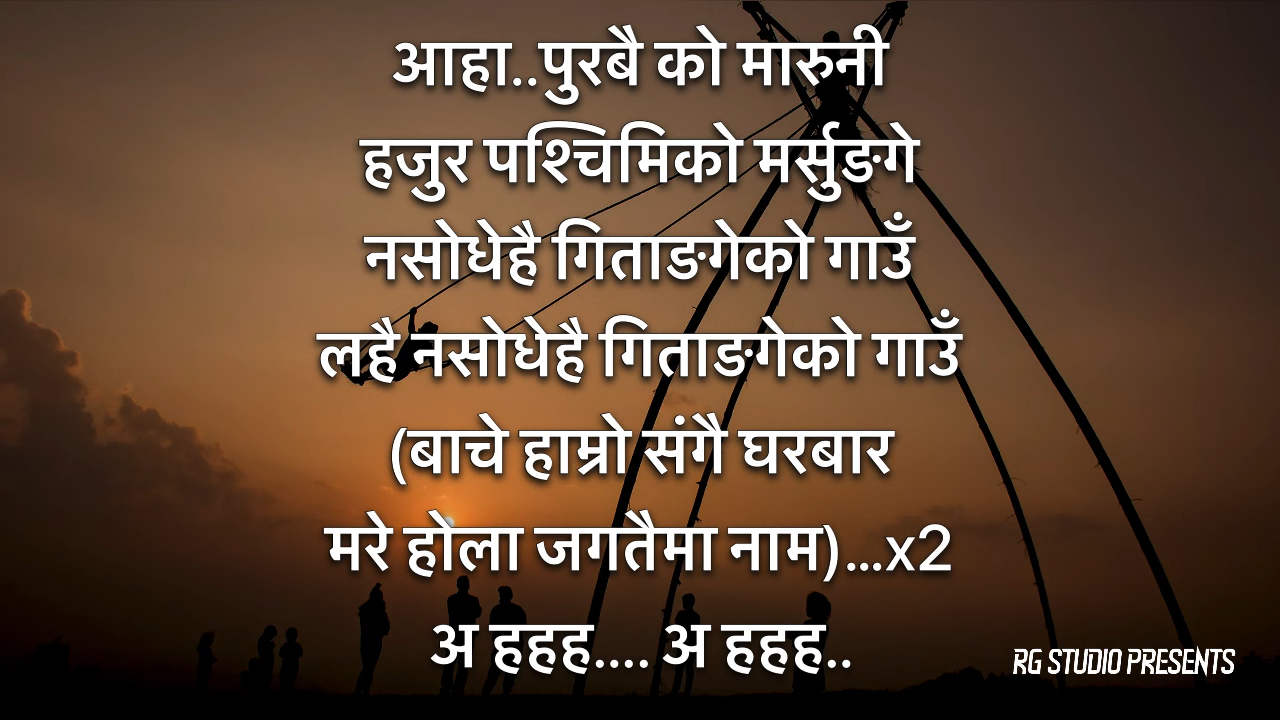 आहा..पुरबै को मारुनी
हजुर पश्चिमिको मर्सुङगे
नसोधेहै गिताङगेको गाउँ
लहै नसोधेहै गिताङगेको गाउँ
(बाचे हाम्रो संगै घरबार
मरे होला जगतैमा नाम)...x2
अ हहह.... अ हहह..
RG STUDIO PRESENTS